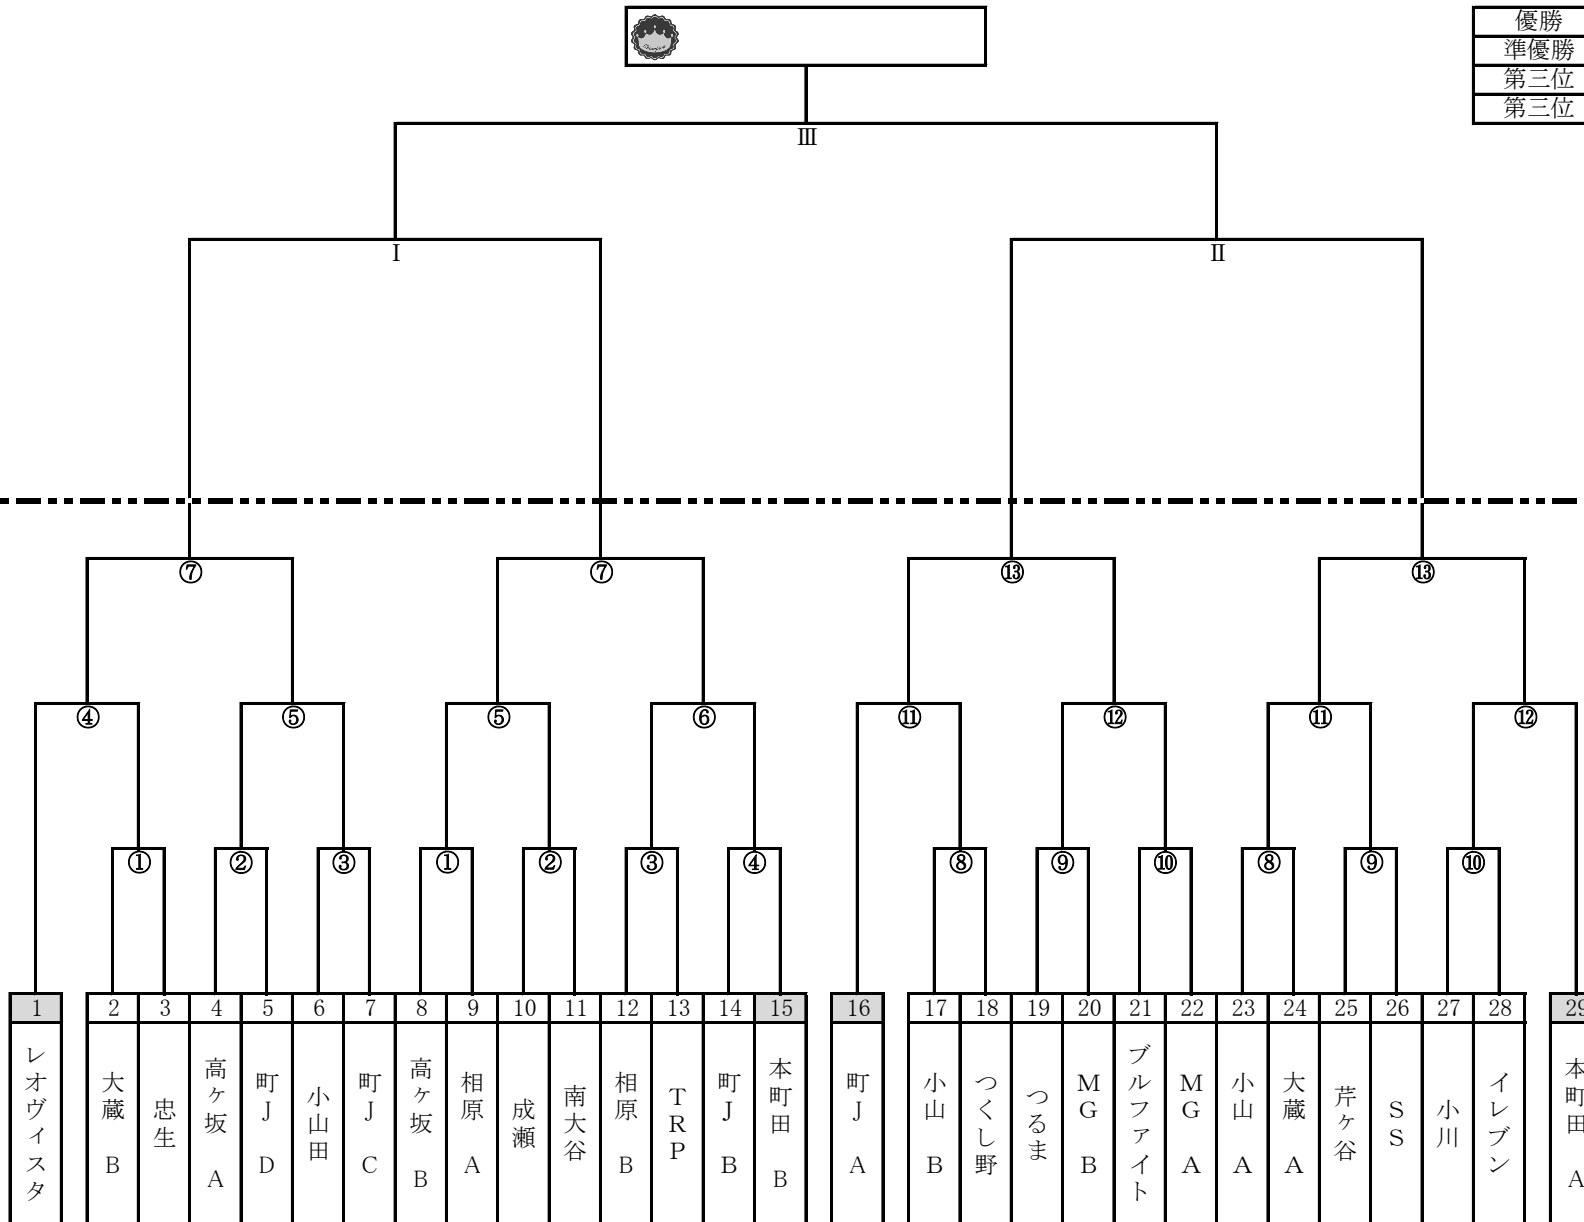 優勝
準優勝
第三位
第三位
Ⅲ
Ⅰ Ⅱ
⑦ ⑦ ⑬ ⑬
④ ⑤ ⑤ ⑥ ⑪ ⑫ ⑪ ⑫
① ② ③ ① ② ③ ④ ⑧ ⑨ ⑩ ⑧ ⑨ ⑩
1 2 3 4 5 6 7 8 9 10 11 12 13 14 15 16 17 18 19 20 21 22 23 24 25 26 27 28 29
レオヴィスタ
大蔵 B
忠生
高ヶ坂 A
町J D
小山田
町J C
高ヶ坂 B
相原 A
成瀬
南大谷
相原 B
TRP
町J B
本町田 B
町J A
小山 B
つくし野
つるま
MG B
ブルファイト
MG A
小山 A
大蔵 A
芹ヶ谷
SS
小川
イレブン
本町田 A